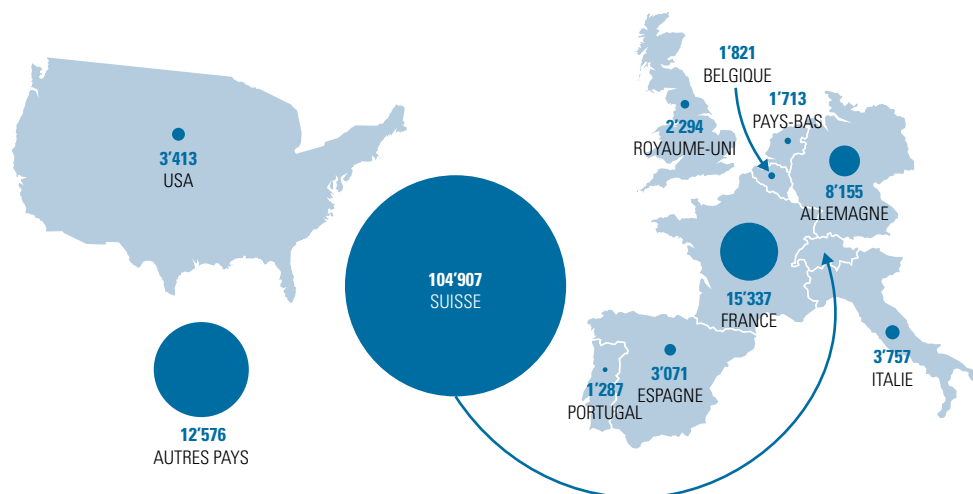 1’821
BELGIQUE
1’713
PAYS-BAS
2’294
ROYAUME-UNI
3’413
USA
8’155
ALLEMAGNE
104’907
SUISSE
15’337
FRANCE
3’757
ITALIE
3’071
ESPAGNE
1’287
PORTUGAL
12’576
AUTRES PAYS